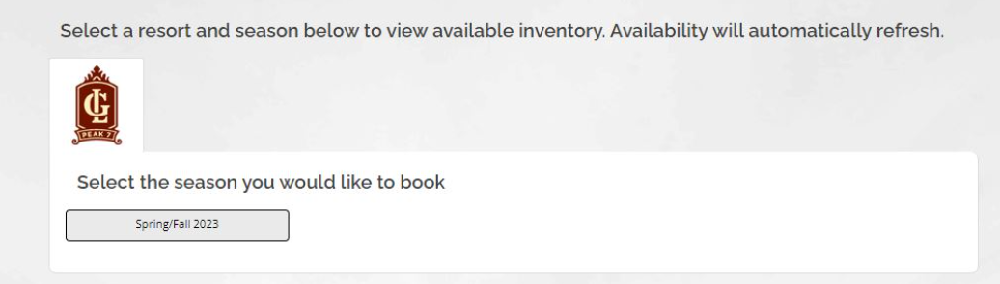 Select a resort and season below to view available inventory. Availability will automatically refresh.
GL
PEAK 7
Select the season you would like to book
Spring/Fall 2023